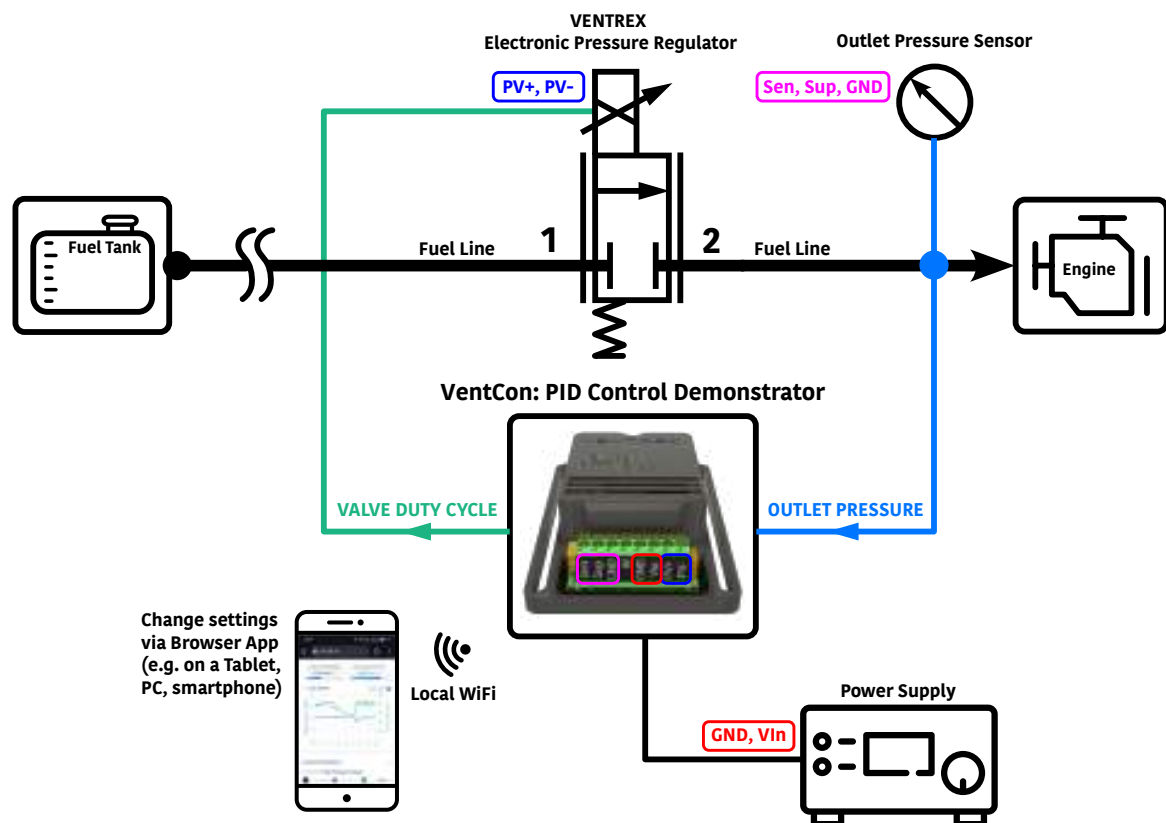 VENTREX
Electronic Pressure Regulator
Outlet Pressure Sensor
PV+, PV-
Sen, Sup, GND
Fuel Tank
Fuel Line
1
2
Fuel Line
Engine
VentCon: PID Control Demonstrator
VALVE DUTY CYCLE
OUTLET PRESSURE
Change settings
via Browser App
(e.g. on a Tablet,
PC, smartphone)
Local WiFi
Power Supply
GND, VIn